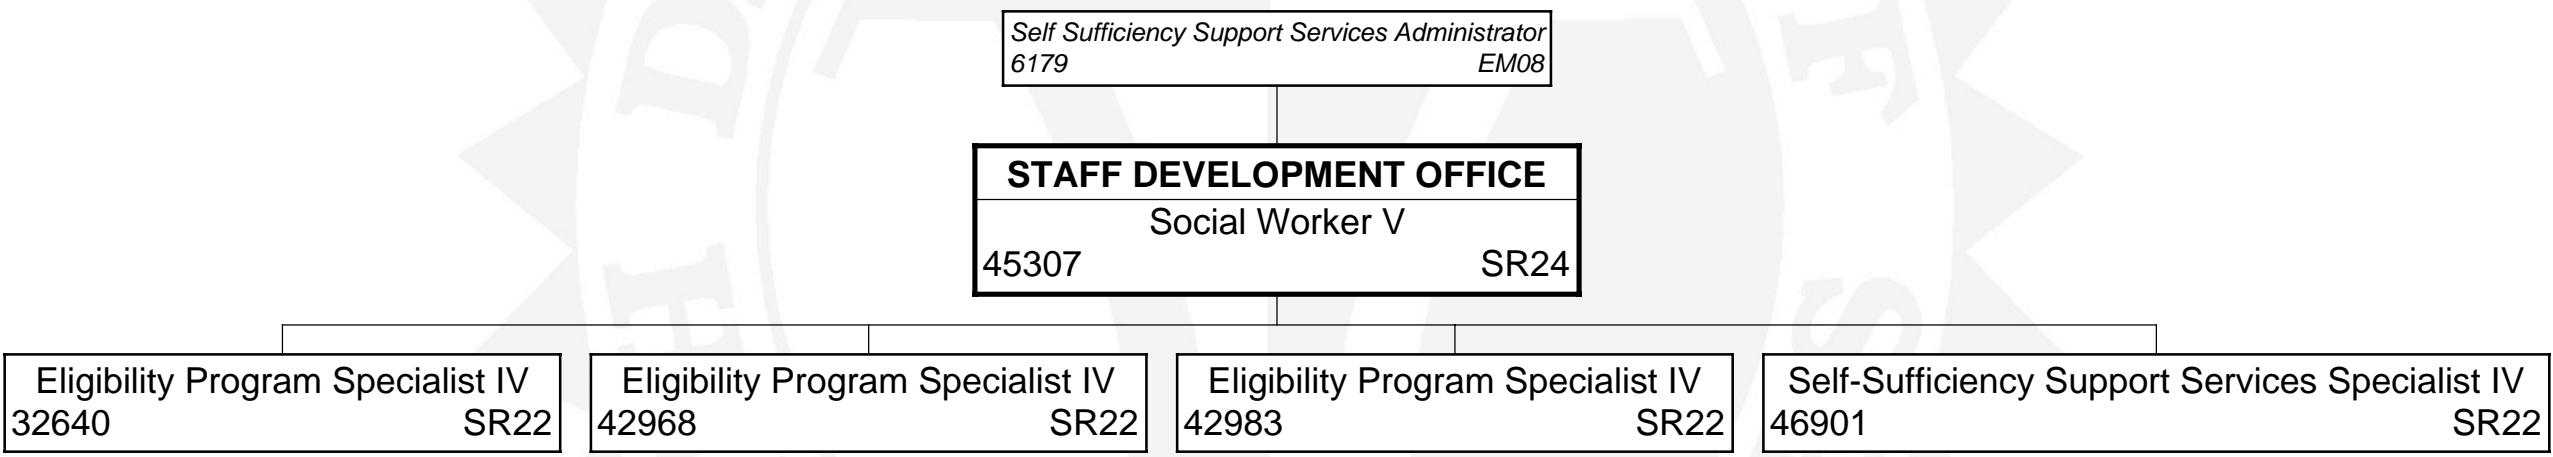 Self Sufficiency Support Services Administrator
6179 EM08
STAFF DEVELOPMENT OFFICE
Social Worker V
45307 SR24
Eligibility Program Specialist IV
32640 SR22
Eligibility Program Specialist IV
42968 SR22
Eligibility Program Specialist IV
42983 SR22
Self-Sufficiency Support Services Specialist IV
46901 SR22